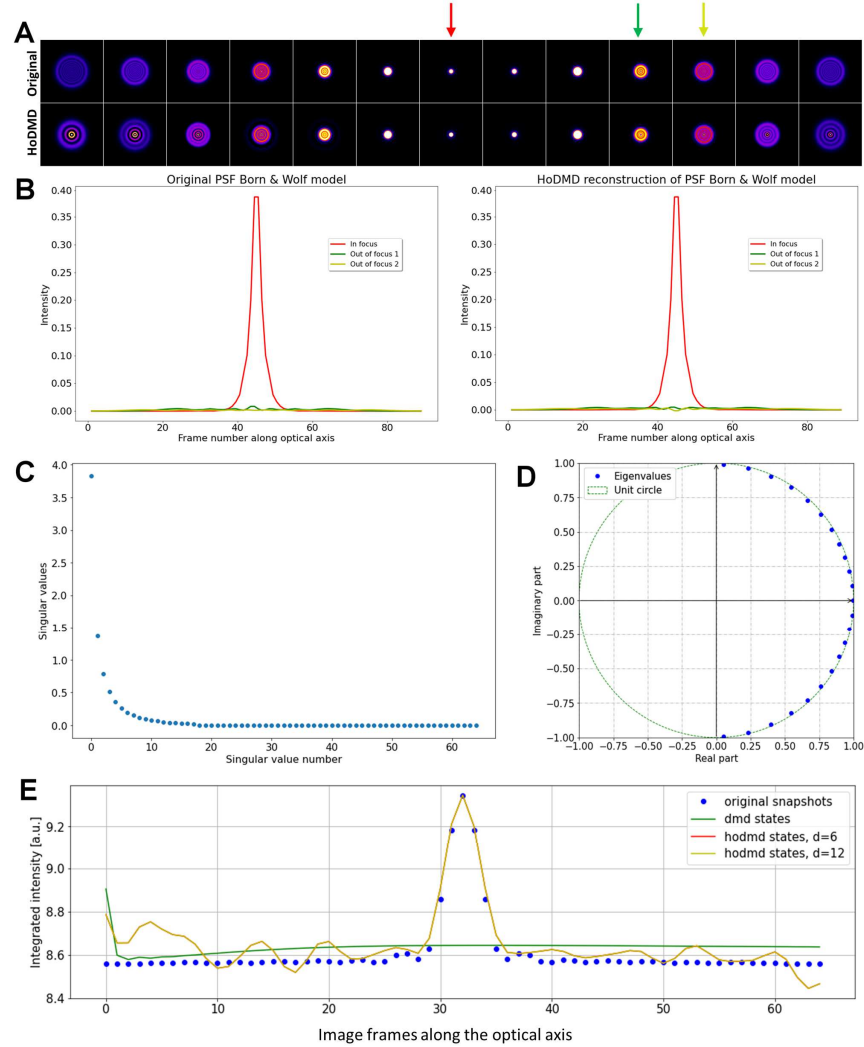 A
Original
HoDMD
B
Original PSF Born & Wolf model
Intensity
0.40
0.35
0.30
0.25
0.20
0.15
0.10
0.05
0.00
In focus
Out of focus 1
Out of focus 2
0 20 40 60 80
Frame number along optical axis
HoDMD reconstruction of PSF Born & Wolf model
Intensity
0.40
0.35
0.30
0.25
0.20
0.15
0.10
0.05
0.00
In focus
Out of focus 1
Out of focus 2
0 20 40 60 80
Frame number along optical axis
C
Singular values
4.0
3.5
3.0
2.5
2.0
1.5
1.0
0.5
0.0
0 10 20 30 40 50 60
Singular value number
D
Imaginary part
1.00
0.75
0.50
0.25
0.00
−0.25
−0.50
−0.75
−1.00
Eigenvalues
Unit circle
−1.00 −0.75 −0.50 −0.25 0.00 0.25 0.50 0.75 1.00
Real part
E
Integrated intensity [a.u.]
9.2
9.0
8.8
8.6
8.4
original snapshots
dmd states
hodmd states, d=6
hodmd states, d=12
0 10 20 30 40 50 60
Image frames along the optical axis